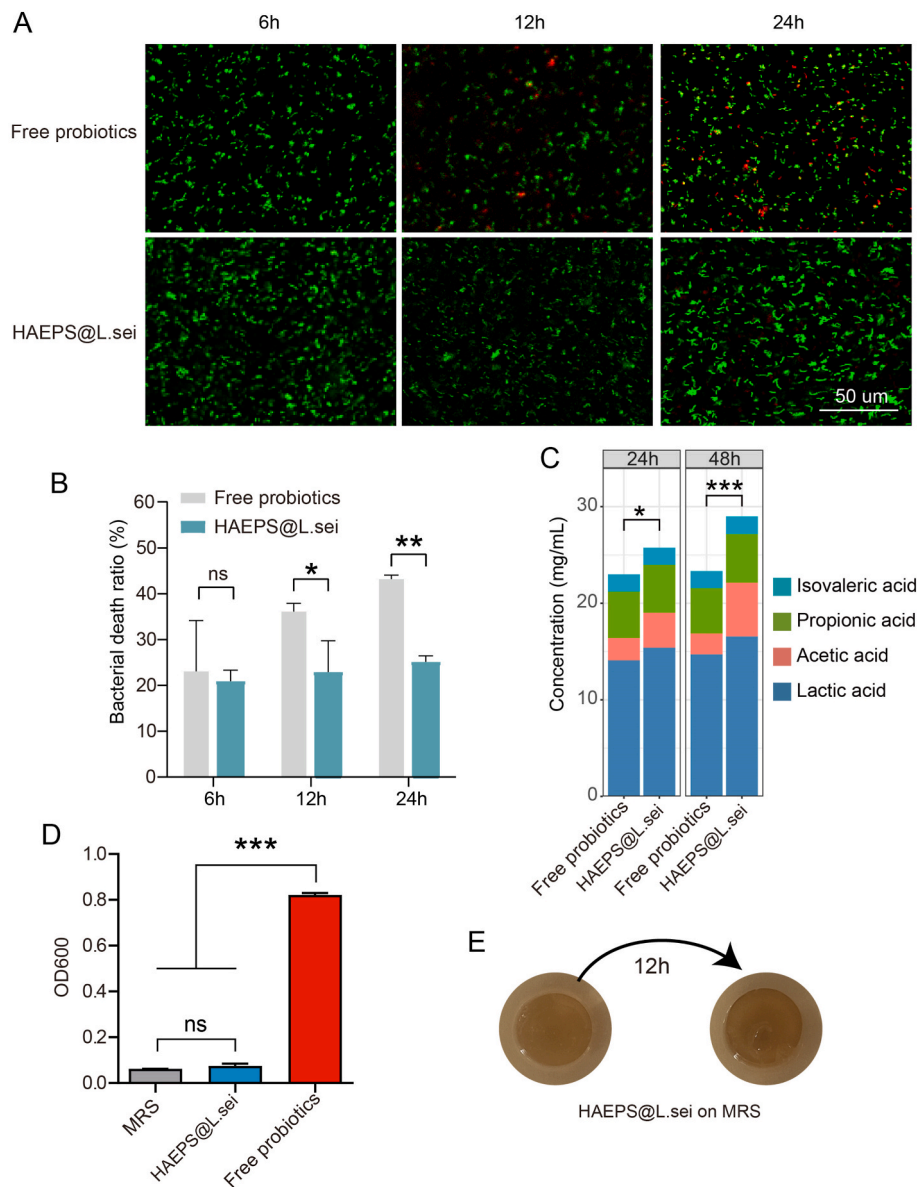 A
6h 12h 24h
Free probiotics
HAEPS@L.sei
50 um
B
Free probiotics
HAEPS@L.sei
Bacterial death ratio (%)
60
50
40
30
20
10
0
ns
*
**
6h 12h 24h
C
24h 48h
*
***
Concentration (mg/mL)
30
20
10
0
Isovaleric acid
Propionic acid
Acetic acid
Lactic acid
Free probiotics
HAEPS@L.sei
Free probiotics
HAEPS@L.sei
D
***
OD600
1.0
0.8
0.6
0.4
0.2
0.0
ns
MRS
HAEPS@L.sei
Free probiotics
E
12h
HAEPS@L.sei on MRS